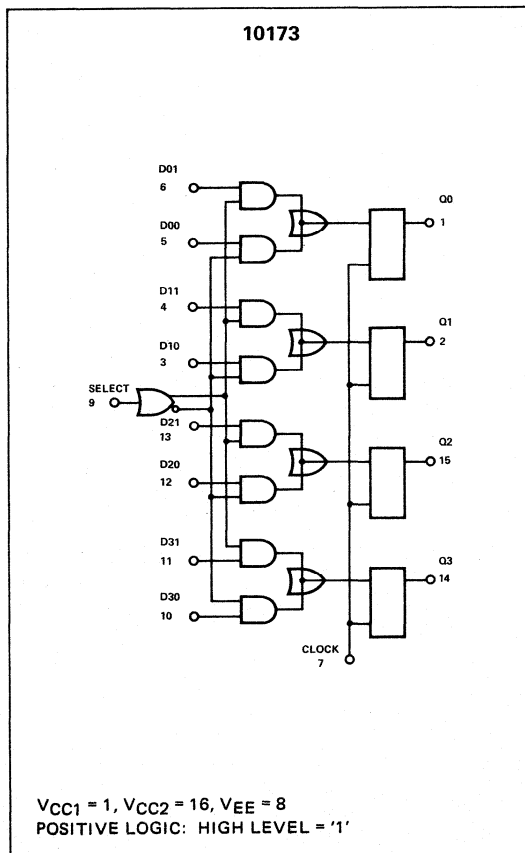 10173
D01
6
Q0
1
D00
5
D11
4
Q1
2
D10
3
SELECT
9
D21
13
Q2
15
D20
12
D31
11
Q3
14
D30
10
CLOCK
7
VCC1 = 1, VCC2 = 16, VEE = 8
POSITIVE LOGIC: HIGH LEVEL = '1'